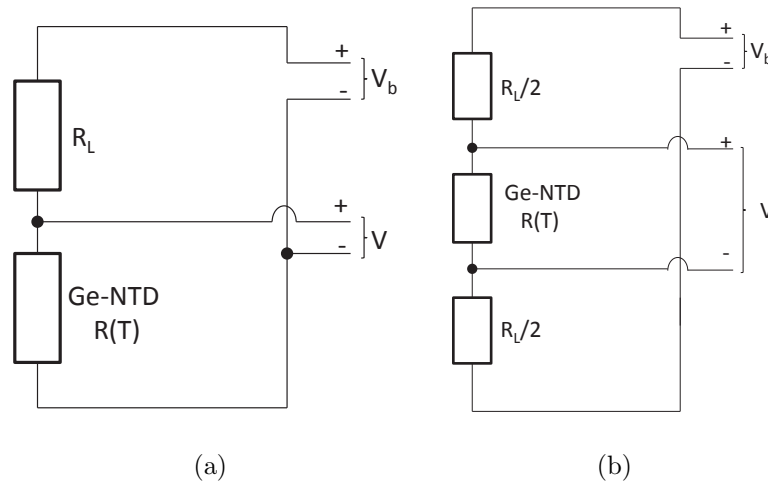 +
V_b
-
R_L
+
V
-
Ge-NTD
R(T)
(a)
+
V_b
-
R_L/2
+
Ge-NTD
R(T)
V
-
R_L/2
(b)